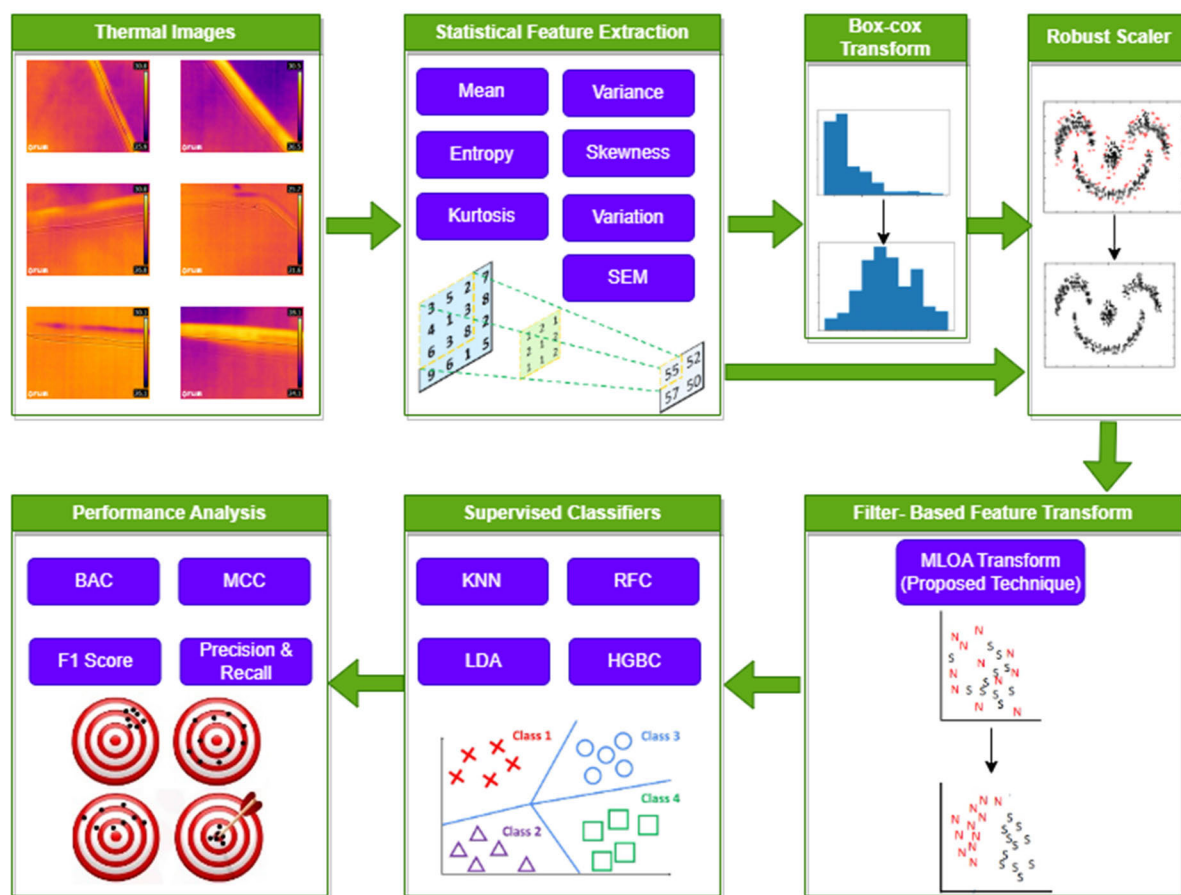 Thermal Images
Statistical Feature Extraction
Box-cox
Transform
Robust Scaler
Mean
Variance
Entropy
Skewness
Kurtosis
Variation
SEM
3 5 2 7
4 1 3 8
6 3 8 2
9 6 1 5
1 2 1
2 1 2
1 1 2
55 52
57 50
Performance Analysis
Supervised Classifiers
Filter- Based Feature Transform
BAC
MCC
F1 Score
Precision &
Recall
KNN
RFC
LDA
HGBC
MLOA Transform
(Proposed Technique)
Class 1
Class 3
Class 2
Class 4